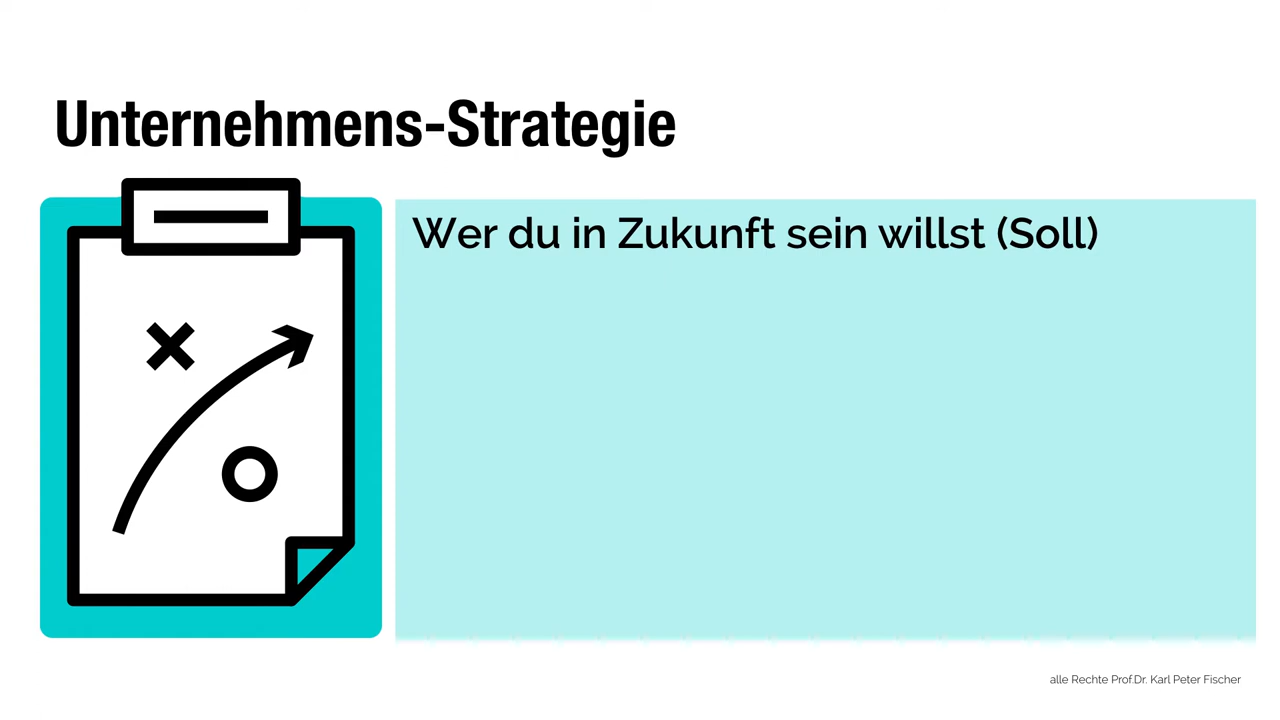 Unternehmens-Strategie
Wer du in Zukunft sein willst (Soll)
alle Rechte Prof.Dr. Karl Peter Fischer